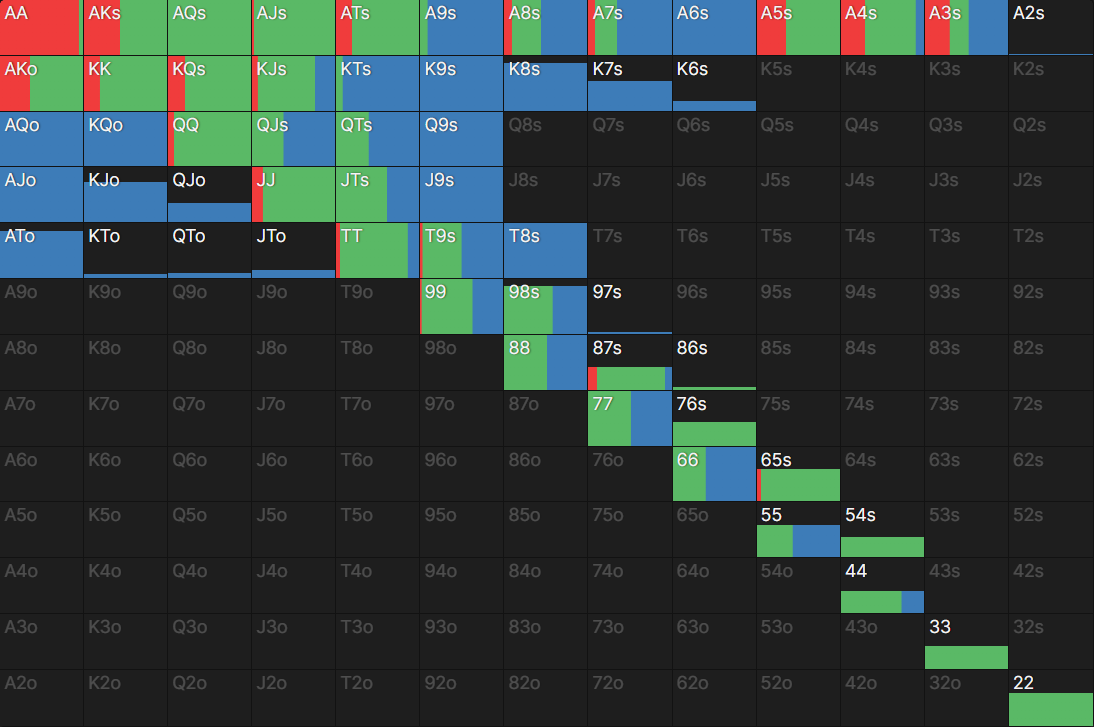 AA AKs AQs AJs ATs A9s A8s A7s A6s A5s A4s A3s A2s
AKo KK KQs KJs KTs K9s K8s K7s K6s K5s K4s K3s K2s
AQo KQo QQ QJs QTs Q9s Q8s Q7s Q6s Q5s Q4s Q3s Q2s
AJo KJo QJo JJ JTs J9s J8s J7s J6s J5s J4s J3s J2s
ATo KTo QTo JTo TT T9s T8s T7s T6s T5s T4s T3s T2s
A9o K9o Q9o J9o T9o 99 98s 97s 96s 95s 94s 93s 92s
A8o K8o Q8o J8o T8o 98o 88 87s 86s 85s 84s 83s 82s
A7o K7o Q7o J7o T7o 97o 87o 77 76s 75s 74s 73s 72s
A6o K6o Q6o J6o T6o 96o 86o 76o 66 65s 64s 63s 62s
A5o K5o Q5o J5o T5o 95o 85o 75o 65o 55 54s 53s 52s
A4o K4o Q4o J4o T4o 94o 84o 74o 64o 54o 44 43s 42s
A3o K3o Q3o J3o T3o 93o 83o 73o 63o 53o 43o 33 32s
A2o K2o Q2o J2o T2o 92o 82o 72o 62o 52o 42o 32o 22